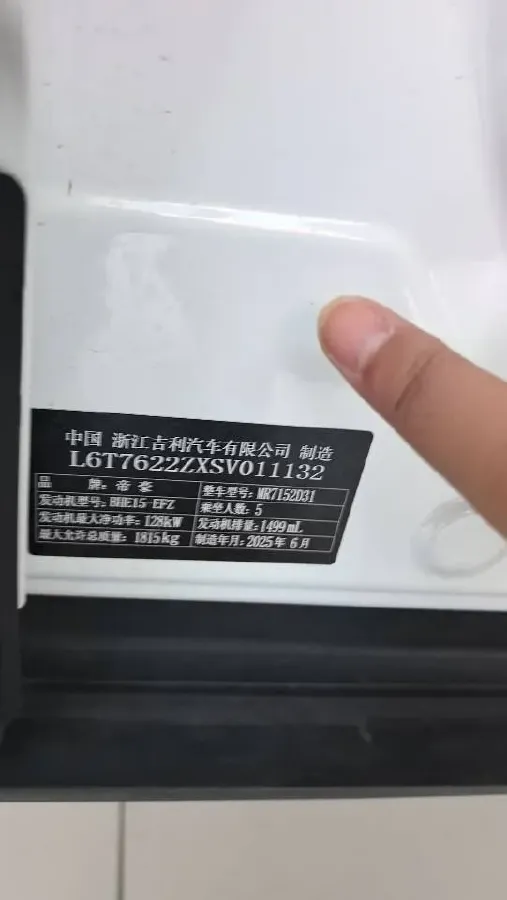 中国 浙江吉利汽车有限公司 制造
L6T7622ZXSV011132
品 牌：帝豪 整车型号：MR7152D31
发动机型号：BHE15-EFZ 乘坐人数：5
发动机最大净功率：128kW 发动机排量：1499mL
最大允许总质量：1815kg 制造年月：2025年6月